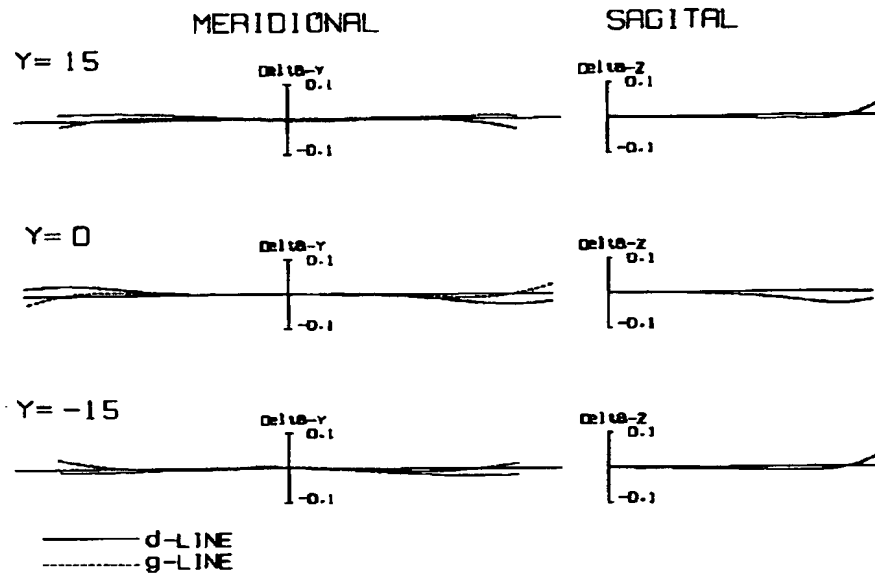 MERIDIONAL SAGITAL
Y= 15
Delta-Y Delta-Z
0.1 0.1
-0.1 -0.1
Y= 0
Delta-Y Delta-Z
0.1 0.1
-0.1 -0.1
Y= -15
Delta-Y Delta-Z
0.1 0.1
-0.1 -0.1
d-LINE
g-LINE